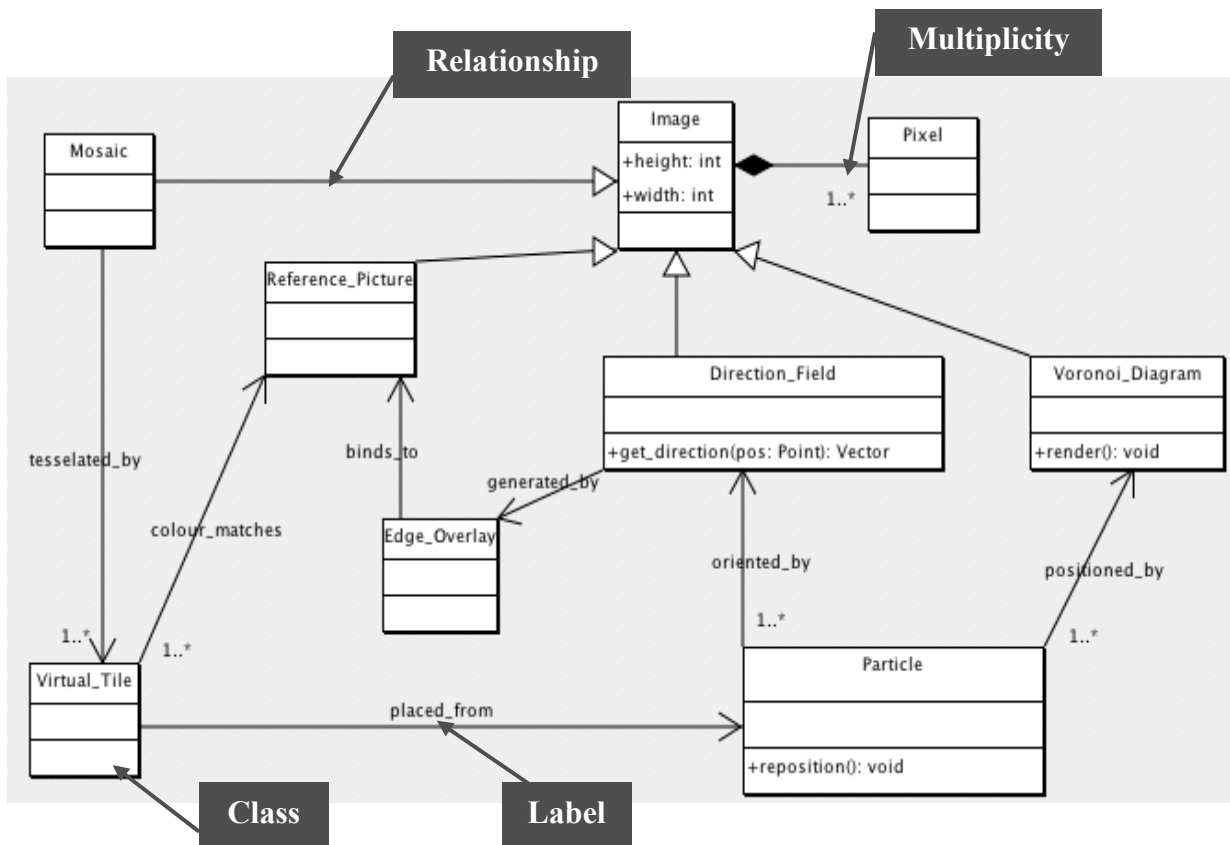 Multiplicity
Relationship
Image
+height: int
+width: int
Pixel
1..*
Mosaic
Reference_Picture
Direction_Field
+get_direction(pos: Point): Vector
Voronoi_Diagram
+render(): void
tesselated_by
binds_to
generated_by
colour_matches
Edge_Overlay
oriented_by
positioned_by
1..*
1..*
1..*
1..*
Virtual_Tile
Particle
+reposition(): void
placed_from
Class
Label